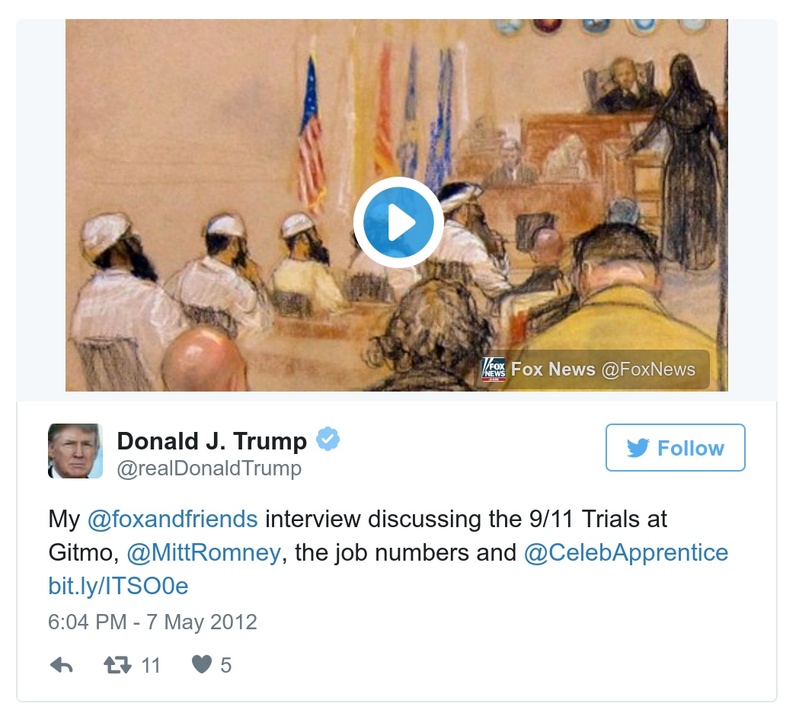 FOX
NEWS
Fox News @FoxNews
Donald J. Trump
@realDonaldTrump
Follow
My @foxandfriends interview discussing the 9/11 Trials at
Gitmo, @MittRomney, the job numbers and @CelebApprentice
bit.ly/ITSO0e
6:04 PM - 7 May 2012
11 5